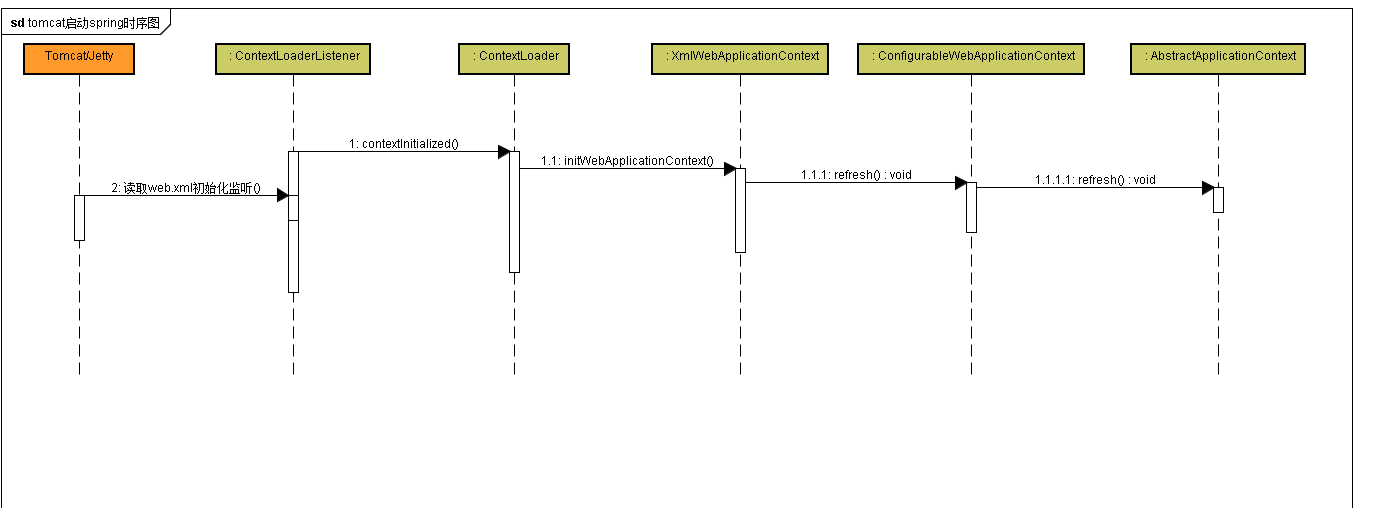 sd tomcat启动spring时序图
Tomcat/Jetty
: ContextLoaderListener
: ContextLoader
: XmlWebApplicationContext
: ConfigurableWebApplicationContext
: AbstractApplicationContext
1: contextInitialized()
1.1: initWebApplicationContext()
1.1.1: refresh() : void
1.1.1.1: refresh() : void
2: 读取web.xml初始化监听()